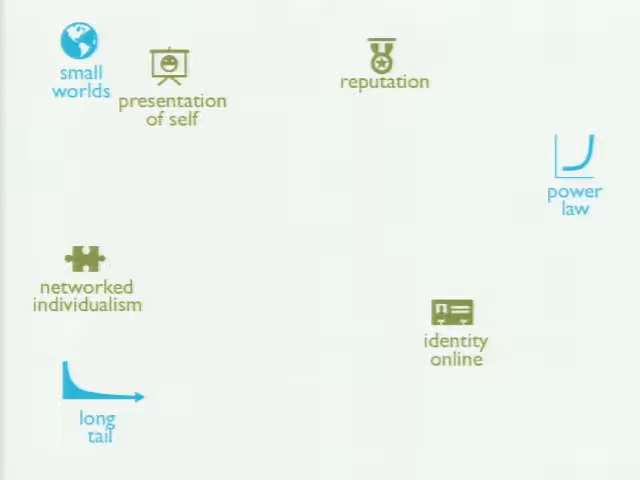 small
worlds
presentation
of self
reputation
power
law
networked
individualism
identity
online
long
tail